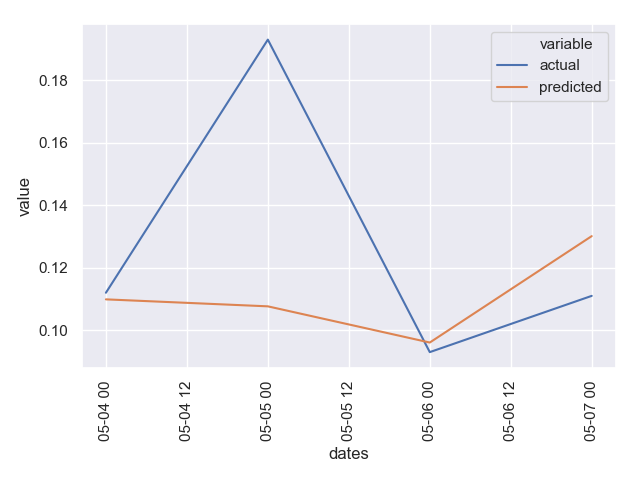 variable
actual
predicted
value
0.18
0.16
0.14
0.12
0.10
05-04 00
05-04 12
05-05 00
05-05 12
05-06 00
05-06 12
05-07 00
dates